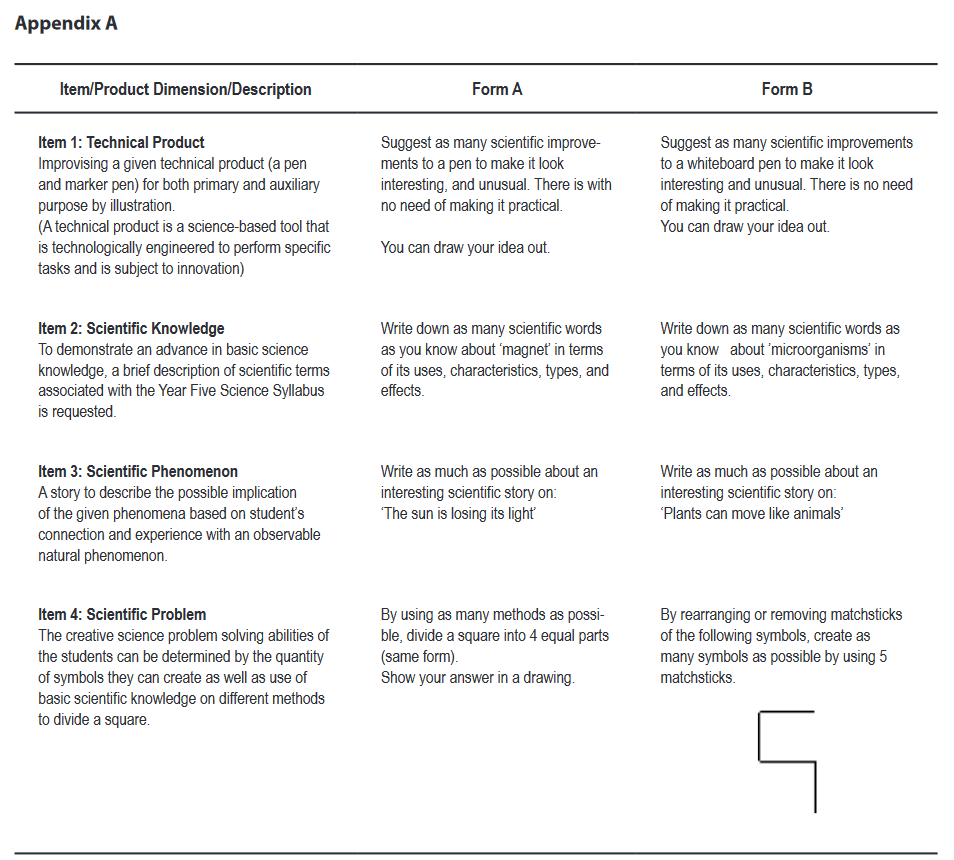 Appendix A
Item/Product Dimension/Description Form A Form B
Item 1: Technical Product
Improvising a given technical product (a pen
and marker pen) for both primary and auxiliary
purpose by illustration.
(A technical product is a science-based tool that
is technologically engineered to perform specific
tasks and is subject to innovation)
Suggest as many scientific improve-
ments to a pen to make it look
interesting, and unusual. There is with
no need of making it practical.
You can draw your idea out.
Suggest as many scientific improvements
to a whiteboard pen to make it look
interesting and unusual. There is no need
of making it practical.
You can draw your idea out.
Item 2: Scientific Knowledge
To demonstrate an advance in basic science
knowledge, a brief description of scientific terms
associated with the Year Five Science Syllabus
is requested.
Write down as many scientific words
as you know about ‘magnet’ in terms
of its uses, characteristics, types, and
effects.
Write down as many scientific words as
you know about ‘microorganisms’ in
terms of its uses, characteristics, types,
and effects.
Item 3: Scientific Phenomenon
A story to describe the possible implication
of the given phenomena based on student’s
connection and experience with an observable
natural phenomenon.
Write as much as possible about an
interesting scientific story on:
‘The sun is losing its light’
Write as much as possible about an
interesting scientific story on:
‘Plants can move like animals’
Item 4: Scientific Problem
The creative science problem solving abilities of
the students can be determined by the quantity
of symbols they can create as well as use of
basic scientific knowledge on different methods
to divide a square.
By using as many methods as possi-
ble, divide a square into 4 equal parts
(same form).
Show your answer in a drawing.
By rearranging or removing matchsticks
of the following symbols, create as
many symbols as possible by using 5
matchsticks.